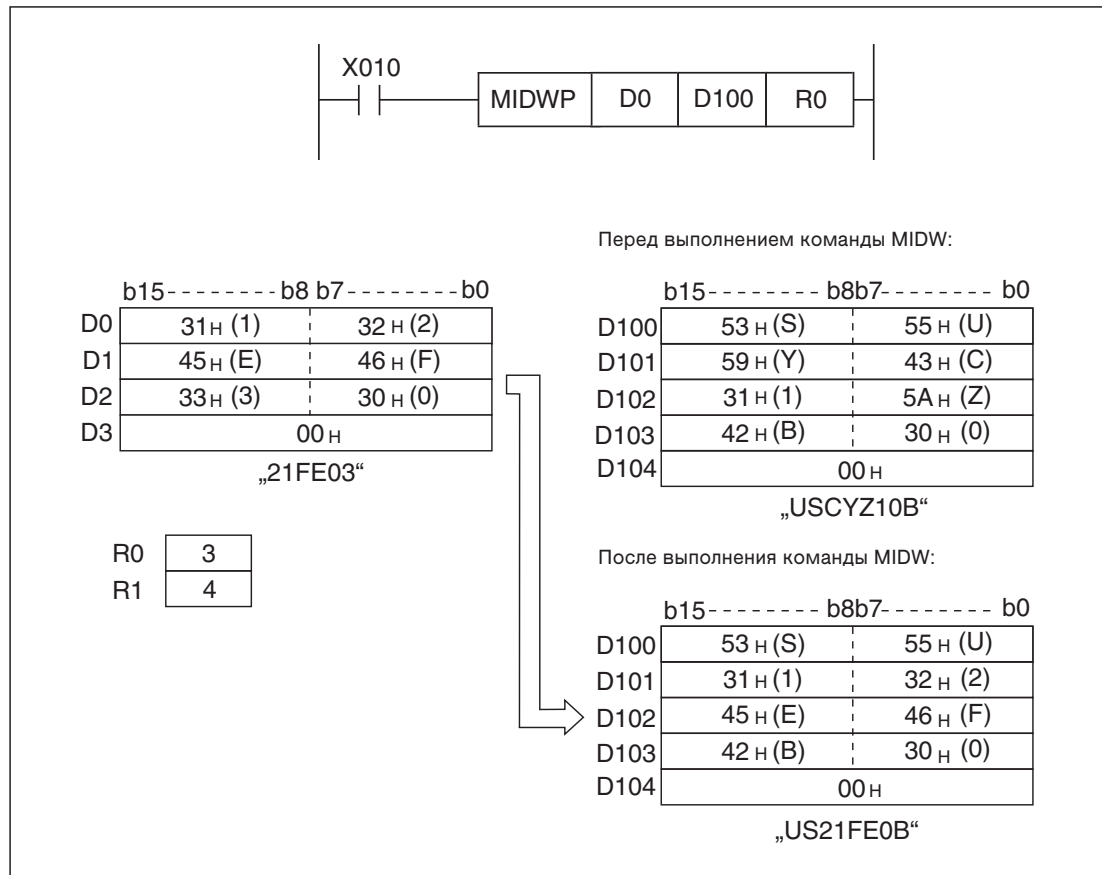 X010
MIDWP D0 D100 R0
Перед выполнением команды MIDW:
b15--------b8 b7--------b0
D0 31H (1) 32H (2)
D1 45H (E) 46H (F)
D2 33H (3) 30H (0)
D3 00H
„21FE03“
b15-------- b8b7-------- b0
D100 53H (S) 55H (U)
D101 59H (Y) 43H (C)
D102 31H (1) 5AH (Z)
D103 42H (B) 30H (0)
D104 00H
„USCYZ10B“
R0 3
R1 4
После выполнения команды MIDW:
b15-------- b8b7-------- b0
D100 53H (S) 55H (U)
D101 31H (1) 32H (2)
D102 45H (E) 46H (F)
D103 42H (B) 30H (0)
D104 00H
„US21FE0B“